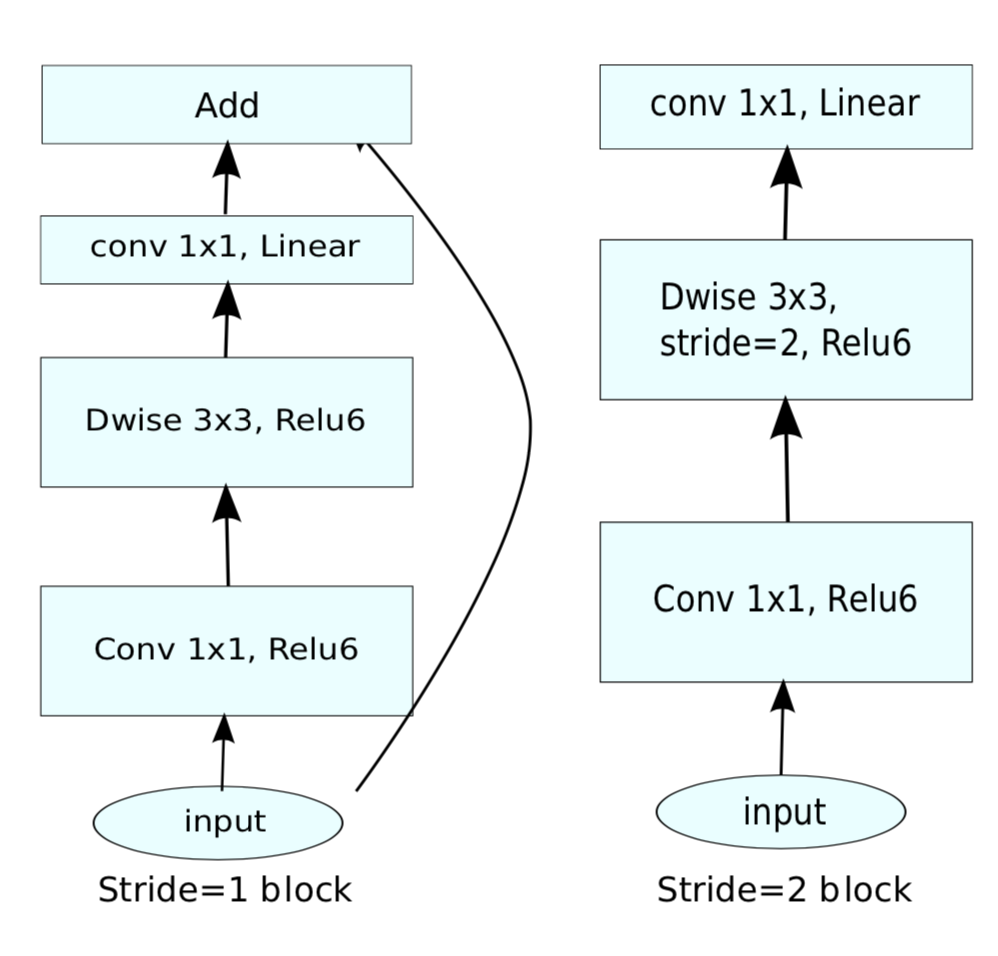 Add
conv 1x1, Linear
Dwise 3x3, Relu6
Conv 1x1, Relu6
input
Stride=1 block
conv 1x1, Linear
Dwise 3x3,
stride=2, Relu6
Conv 1x1, Relu6
input
Stride=2 block